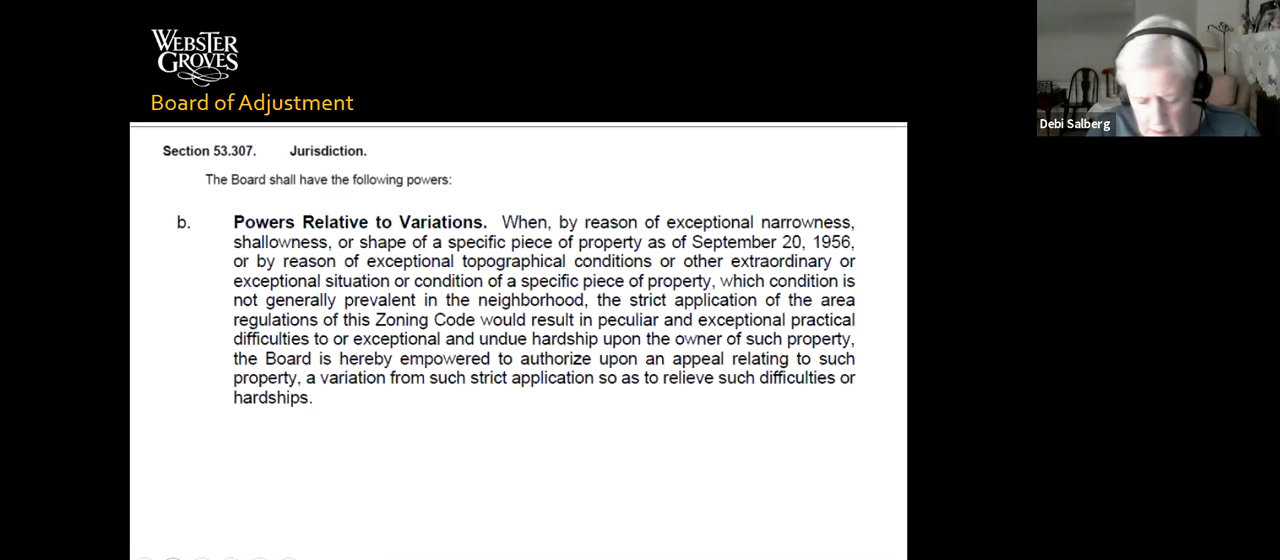 WEBSTER
GROVES
Board of Adjustment
Section 53.307. Jurisdiction.
The Board shall have the following powers:
b. Powers Relative to Variations. When, by reason of exceptional narrowness,
shallowness, or shape of a specific piece of property as of September 20, 1956,
or by reason of exceptional topographical conditions or other extraordinary or
exceptional situation or condition of a specific piece of property, which condition is
not generally prevalent in the neighborhood, the strict application of the area
regulations of this Zoning Code would result in peculiar and exceptional practical
difficulties to or exceptional and undue hardship upon the owner of such property,
the Board is hereby empowered to authorize upon an appeal relating to such
property, a variation from such strict application so as to relieve such difficulties or
hardships.
Debi Salberg